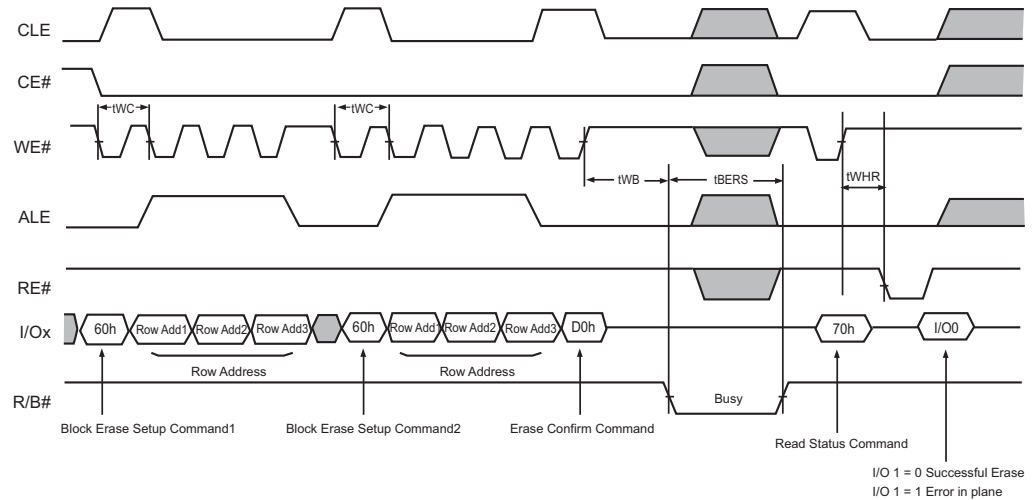 CLE
CE#
tWC
tWC
WE#
tWB
tBERS
tWHR
ALE
RE#
I/Ox
60h
Row Add1
Row Add2
Row Add3
60h
Row Add1
Row Add2
Row Add3
D0h
70h
I/O0
Row Address
Row Address
R/B#
Busy
Block Erase Setup Command1
Block Erase Setup Command2
Erase Confirm Command
Read Status Command
I/O 1 = 0 Successful Erase
I/O 1 = 1 Error in plane